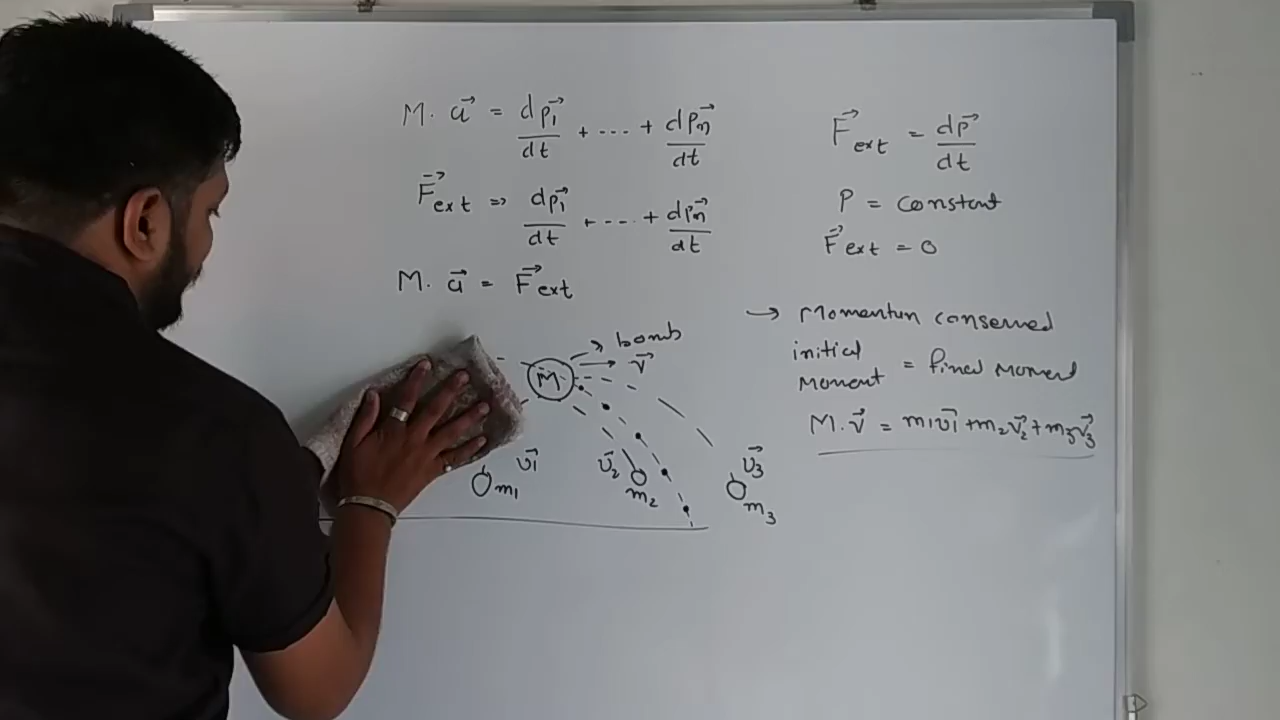 M. a⃗ = dp⃗1/dt + --- + dp⃗n/dt
F⃗ext => dp⃗1/dt + ---- + dp⃗n/dt
M. a⃗ = F⃗ext
→ bomb
M → v⃗
v⃗1
m1
v⃗2
m2
v⃗3
m3
F⃗ext = dp⃗/dt
P = constant
F⃗ext = 0
→ Momentum conserved
initial
moment = final moment
M. v⃗ = m1v⃗1 + m2v⃗2 + m3v⃗3